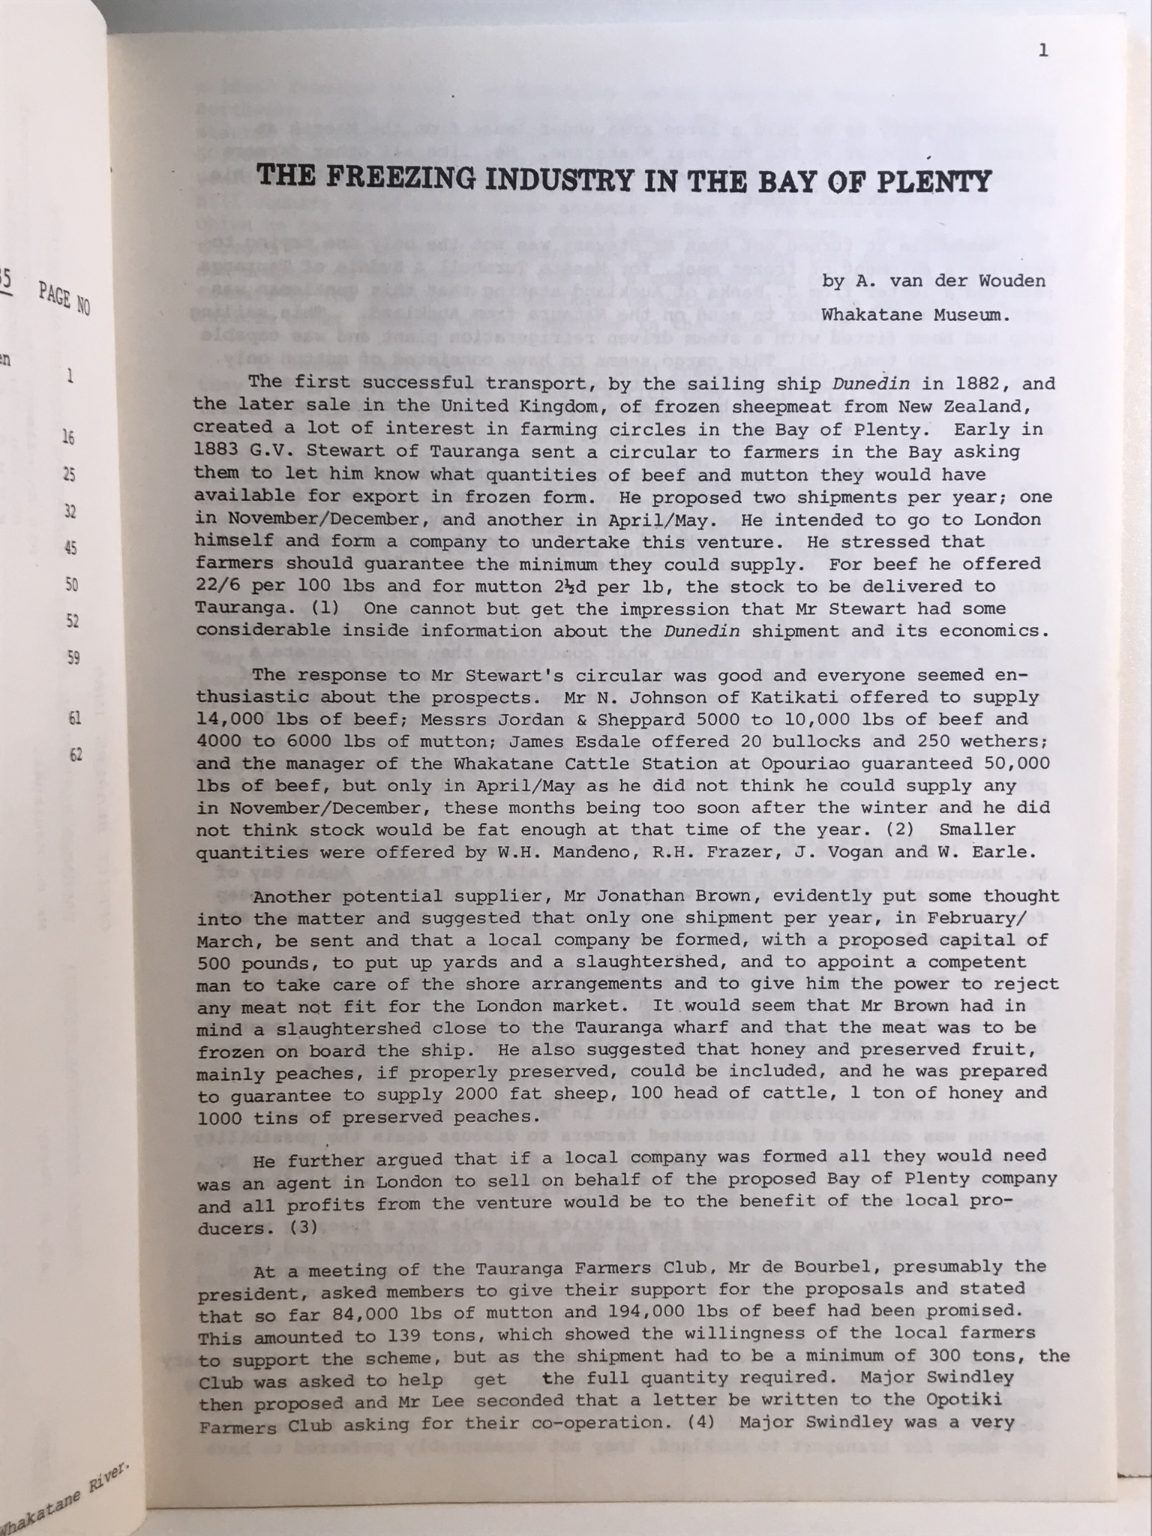 35
PAGE NO
en
1
16
25
32
45
50
52
59
61
62
Whakatane River.
1
THE FREEZING INDUSTRY IN THE BAY OF PLENTY
by A. van der Wouden
Whakatane Museum.
The first successful transport, by the sailing ship Dunedin in 1882, and
the later sale in the United Kingdom, of frozen sheepmeat from New Zealand,
created a lot of interest in farming circles in the Bay of Plenty. Early in
1883 G.V. Stewart of Tauranga sent a circular to farmers in the Bay asking
them to let him know what quantities of beef and mutton they would have
available for export in frozen form. He proposed two shipments per year; one
in November/December, and another in April/May. He intended to go to London
himself and form a company to undertake this venture. He stressed that
farmers should guarantee the minimum they could supply. For beef he offered
22/6 per 100 lbs and for mutton 2½d per lb, the stock to be delivered to
Tauranga. (1) One cannot but get the impression that Mr Stewart had some
considerable inside information about the Dunedin shipment and its economics.
The response to Mr Stewart's circular was good and everyone seemed en-
thusiastic about the prospects. Mr N. Johnson of Katikati offered to supply
14,000 lbs of beef; Messrs Jordan & Sheppard 5000 to 10,000 lbs of beef and
4000 to 6000 lbs of mutton; James Esdale offered 20 bullocks and 250 wethers;
and the manager of the Whakatane Cattle Station at Opouriao guaranteed 50,000
lbs of beef, but only in April/May as he did not think he could supply any
in November/December, these months being too soon after the winter and he did
not think stock would be fat enough at that time of the year. (2) Smaller
quantities were offered by W.H. Mandeno, R.H. Frazer, J. Vogan and W. Earle.
Another potential supplier, Mr Jonathan Brown, evidently put some thought
into the matter and suggested that only one shipment per year, in February/
March, be sent and that a local company be formed, with a proposed capital of
500 pounds, to put up yards and a slaughtershed, and to appoint a competent
man to take care of the shore arrangements and to give him the power to reject
any meat not fit for the London market. It would seem that Mr Brown had in
mind a slaughtershed close to the Tauranga wharf and that the meat was to be
frozen on board the ship. He also suggested that honey and preserved fruit,
mainly peaches, if properly preserved, could be included, and he was prepared
to guarantee to supply 2000 fat sheep, 100 head of cattle, 1 ton of honey and
1000 tins of preserved peaches.
He further argued that if a local company was formed all they would need
was an agent in London to sell on behalf of the proposed Bay of Plenty company
and all profits from the venture would be to the benefit of the local pro-
ducers. (3)
At a meeting of the Tauranga Farmers Club, Mr de Bourbel, presumably the
president, asked members to give their support for the proposals and stated
that so far 84,000 lbs of mutton and 194,000 lbs of beef had been promised.
This amounted to 139 tons, which showed the willingness of the local farmers
to support the scheme, but as the shipment had to be a minimum of 300 tons, the
Club was asked to help get the full quantity required. Major Swindley
then proposed and Mr Lee seconded that a letter be written to the Opotiki
Farmers Club asking for their co-operation. (4) Major Swindley was a very